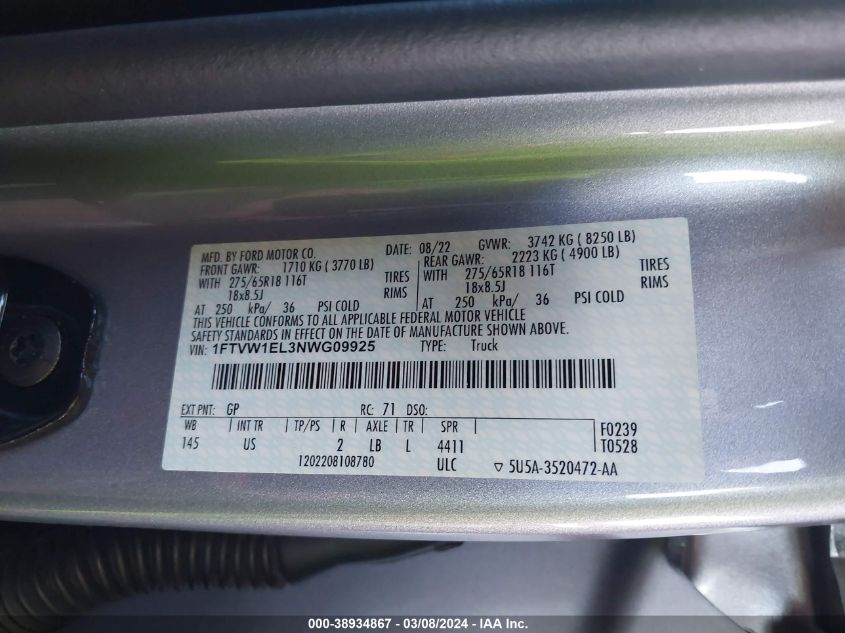 MFD. BY FORD MOTOR CO.
DATE: 08/22 GVWR: 3742 KG ( 8250 LB)
FRONT GAWR: 1710 KG ( 3770 LB)
WITH 275/65R18 116T TIRES
18x8.5J RIMS
AT 250 kPa/ 36 PSI COLD
REAR GAWR: 2223 KG ( 4900 LB)
WITH 275/65R18 116T TIRES
18x8.5J RIMS
AT 250 kPa/ 36 PSI COLD
THIS VEHICLE CONFORMS TO ALL APPLICABLE FEDERAL MOTOR VEHICLE
SAFETY STANDARDS IN EFFECT ON THE DATE OF MANUFACTURE SHOWN ABOVE.
VIN: 1FTVW1EL3NWG09925 TYPE: Truck
EXT PNT: GP RC: 71 DSO:
WB | INT TR | TP/PS | R | AXLE | TR | SPR
145 US 2 LB L 4411
F0239
T0528
1202208108780 ULC ▽ 5U5A-3520472-AA
000-38934867 - 03/08/2024 - IAA Inc.